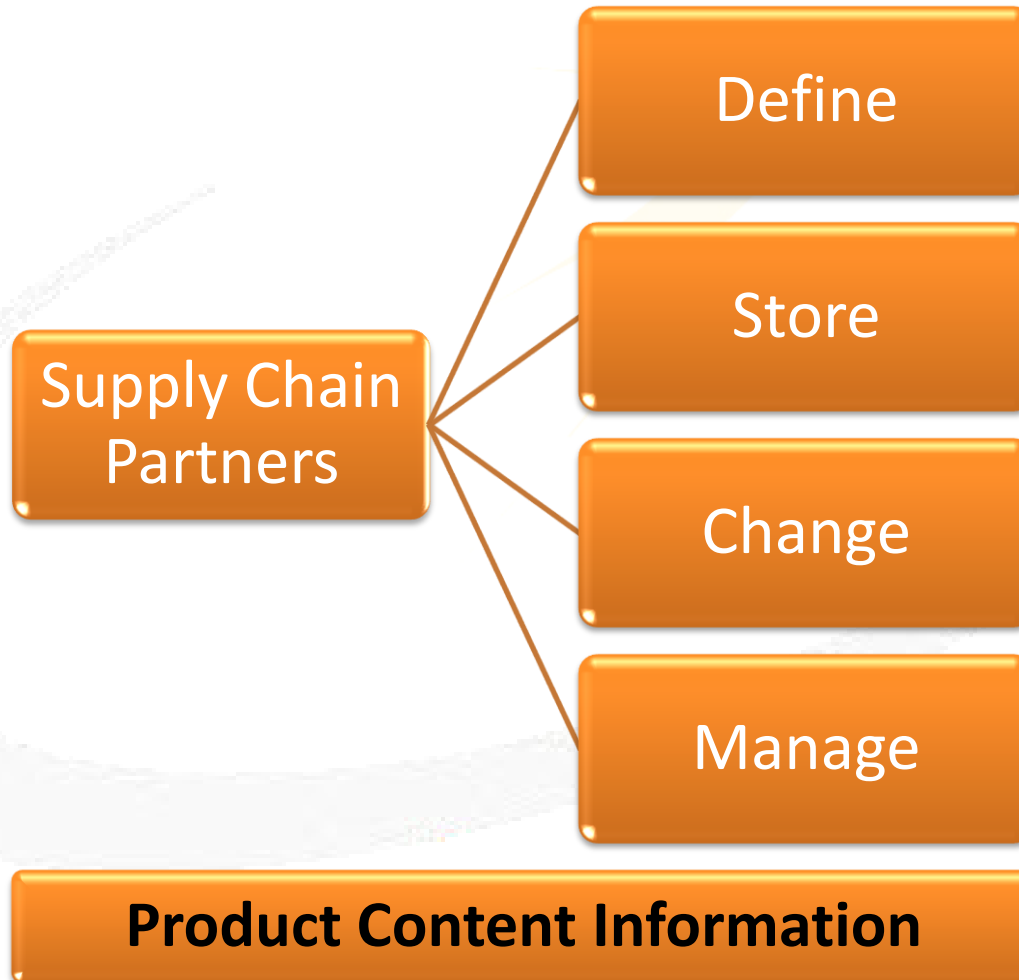 Define
Store
Supply Chain
Partners
Change
Manage
Product Content Information